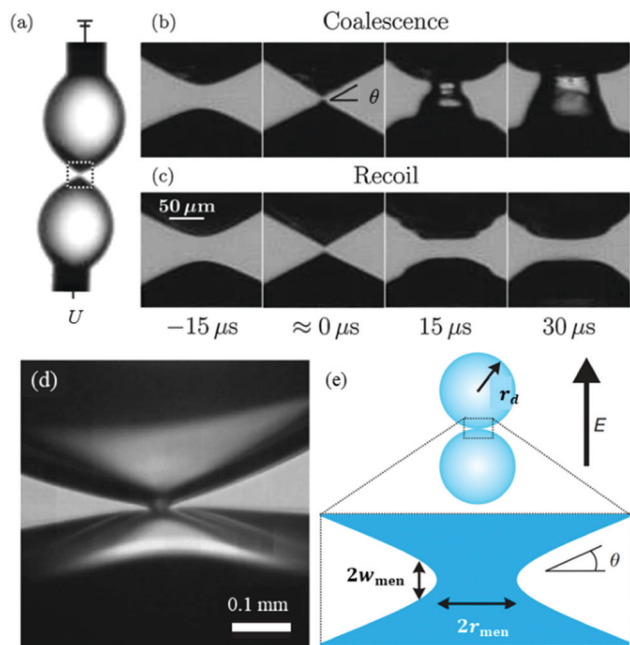 (a)
U
(b)
Coalescence
θ
(c)
Recoil
50 μm
−15 μs
≈ 0 μs
15 μs
30 μs
(d)
0.1 mm
(e)
r_d
E
2w_men
2r_men
θ